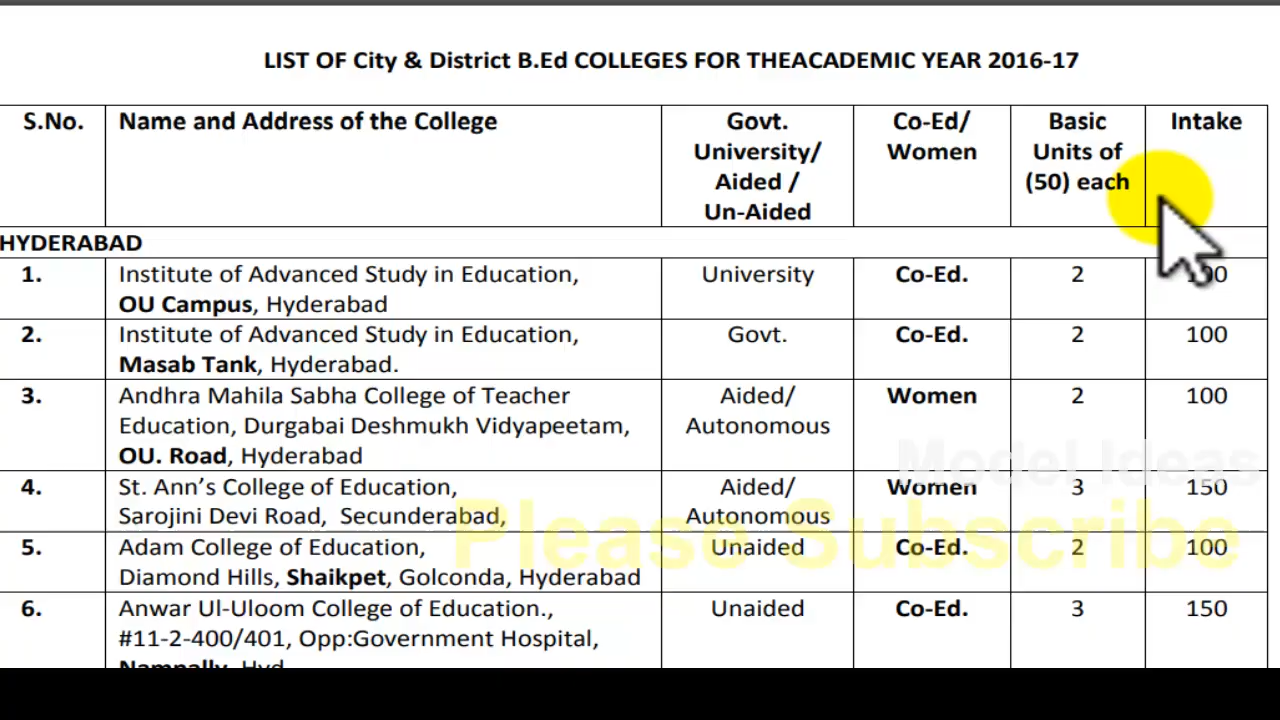 LIST OF City & District B.Ed COLLEGES FOR THEACADEMIC YEAR 2016-17
S.No.
Name and Address of the College
Govt.
University/
Aided /
Un-Aided
Co-Ed/
Women
Basic
Units of
(50) each
Intake
HYDERABAD
1.
Institute of Advanced Study in Education,
OU Campus, Hyderabad
University
Co-Ed.
2
2.
Institute of Advanced Study in Education,
Masab Tank, Hyderabad.
Govt.
Co-Ed.
2
100
3.
Andhra Mahila Sabha College of Teacher
Education, Durgabai Deshmukh Vidyapeetam,
OU. Road, Hyderabad
Aided/
Autonomous
Women
2
100
4.
St. Ann’s College of Education,
Sarojini Devi Road,  Secunderabad,
Aided/
Autonomous
Women
3
150
5.
Adam College of Education,
Diamond Hills, Shaikpet, Golconda, Hyderabad
Unaided
Co-Ed.
2
100
6.
Anwar Ul-Uloom College of Education.,
#11-2-400/401, Opp:Government Hospital,
Nampally, Hyd
Unaided
Co-Ed.
3
150
Model Ideas
Please Subscribe